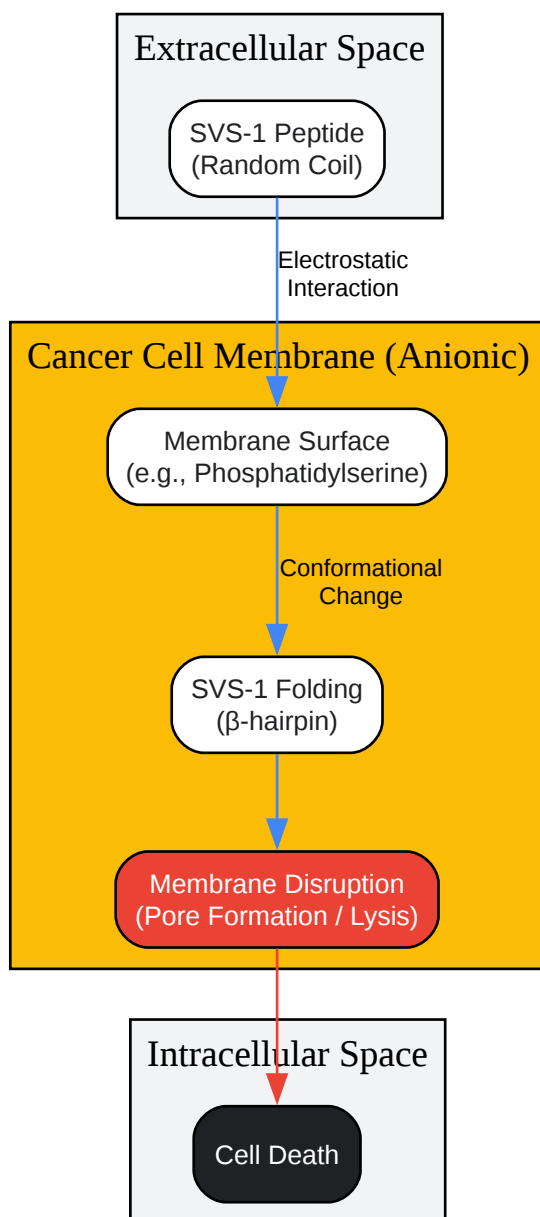 Extracellular Space
SVS-1 Peptide
(Random Coil)
Electrostatic
Interaction
Cancer Cell Membrane (Anionic)
Membrane Surface
(e.g., Phosphatidylserine)
Conformational
Change
SVS-1 Folding
(β-hairpin)
Membrane Disruption
(Pore Formation / Lysis)
Intracellular Space
Cell Death